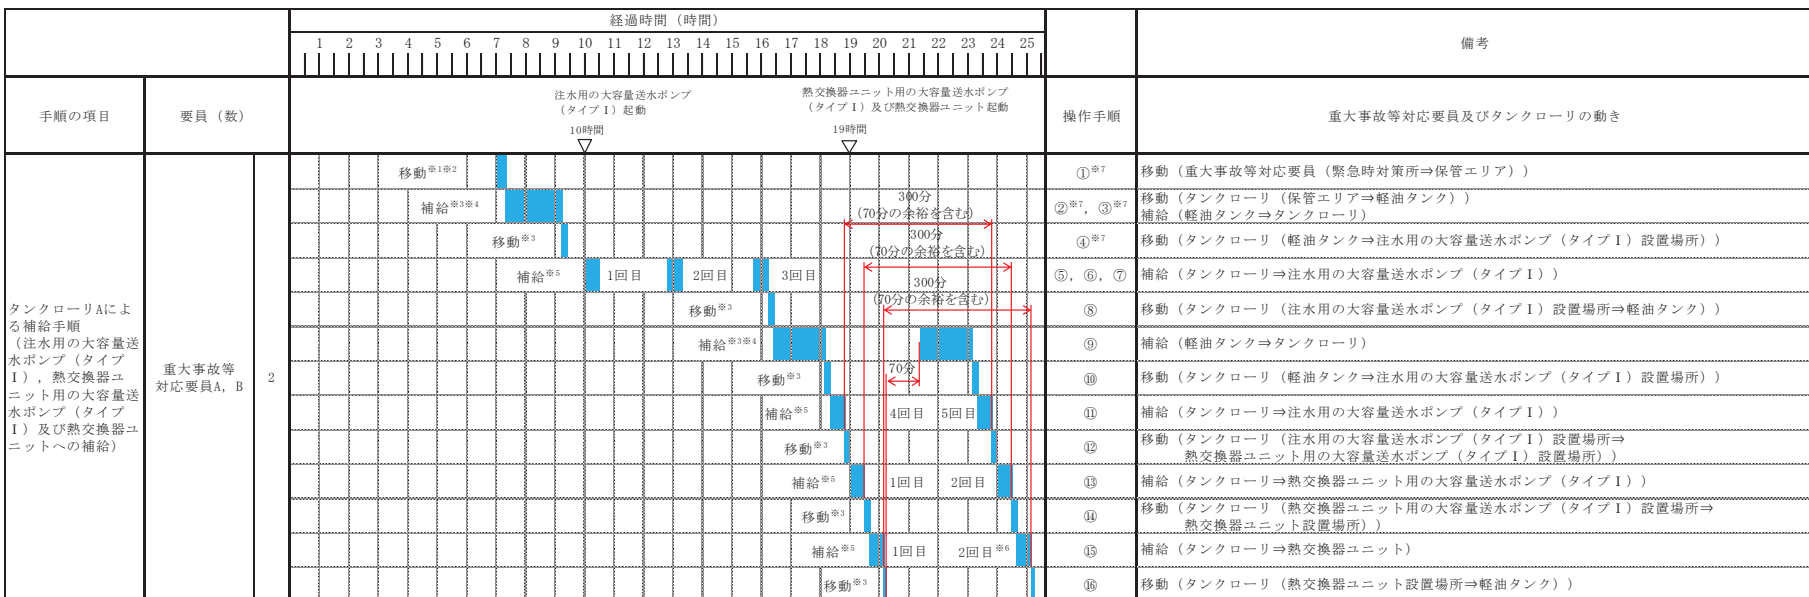 経過時間（時間）
1 2 3 4 5 6 7 8 9 10 11 12 13 14 15 16 17 18 19 20 21 22 23 24 25
備考
手順の項目
要員（数）
注水用の大容量送水ポンプ
（タイプⅠ）起動
10時間
熱交換器ユニット用の大容量送水ポンプ
（タイプⅠ）及び熱交換器ユニット起動
19時間
操作手順
重大事故等対応要員及びタンクローリの動き
タンクローリAによ
る補給手順
（注水用の大容量送
水ポンプ（タイプ
Ⅰ），熱交換器ユ
ニット用の大容量送
水ポンプ（タイプ
Ⅰ）及び熱交換器ユ
ニットへの補給）
重大事故等
対応要員A，B
2
移動※1※2
①※7
移動（重大事故等対応要員（緊急時対策所⇒保管エリア））
補給※3※4
300分
（70分の余裕を含む）
②※7，③※7
移動（タンクローリ（保管エリア⇒軽油タンク））
補給（軽油タンク⇒タンクローリ）
移動※3
300分
（70分の余裕を含む）
④※7
移動（タンクローリ（軽油タンク⇒注水用の大容量送水ポンプ（タイプⅠ）設置場所））
補給※5
1回目
2回目
3回目
⑤，⑥，⑦
補給（タンクローリ⇒注水用の大容量送水ポンプ（タイプⅠ））
移動※3
300分
（70分の余裕を含む）
⑧
移動（タンクローリ（注水用の大容量送水ポンプ（タイプⅠ）設置場所⇒軽油タンク））
補給※3※4
⑨
補給（軽油タンク⇒タンクローリ）
移動※3
70分
⑩
移動（タンクローリ（軽油タンク⇒注水用の大容量送水ポンプ（タイプⅠ）設置場所））
補給※5
4回目
5回目
⑪
補給（タンクローリ⇒注水用の大容量送水ポンプ（タイプⅠ））
移動※3
⑫
移動（タンクローリ（注水用の大容量送水ポンプ（タイプⅠ）設置場所⇒
熱交換器ユニット用の大容量送水ポンプ（タイプⅠ）設置場所））
補給※5
1回目
2回目
⑬
補給（タンクローリ⇒熱交換器ユニット用の大容量送水ポンプ（タイプⅠ））
移動※3
⑭
移動（タンクローリ（熱交換器ユニット用の大容量送水ポンプ（タイプⅠ）設置場所⇒
熱交換器ユニット設置場所））
補給※5
1回目
2回目※6
⑮
補給（タンクローリ⇒熱交換器ユニット）
移動※3
⑯
移動（タンクローリ（熱交換器ユニット設置場所⇒軽油タンク））